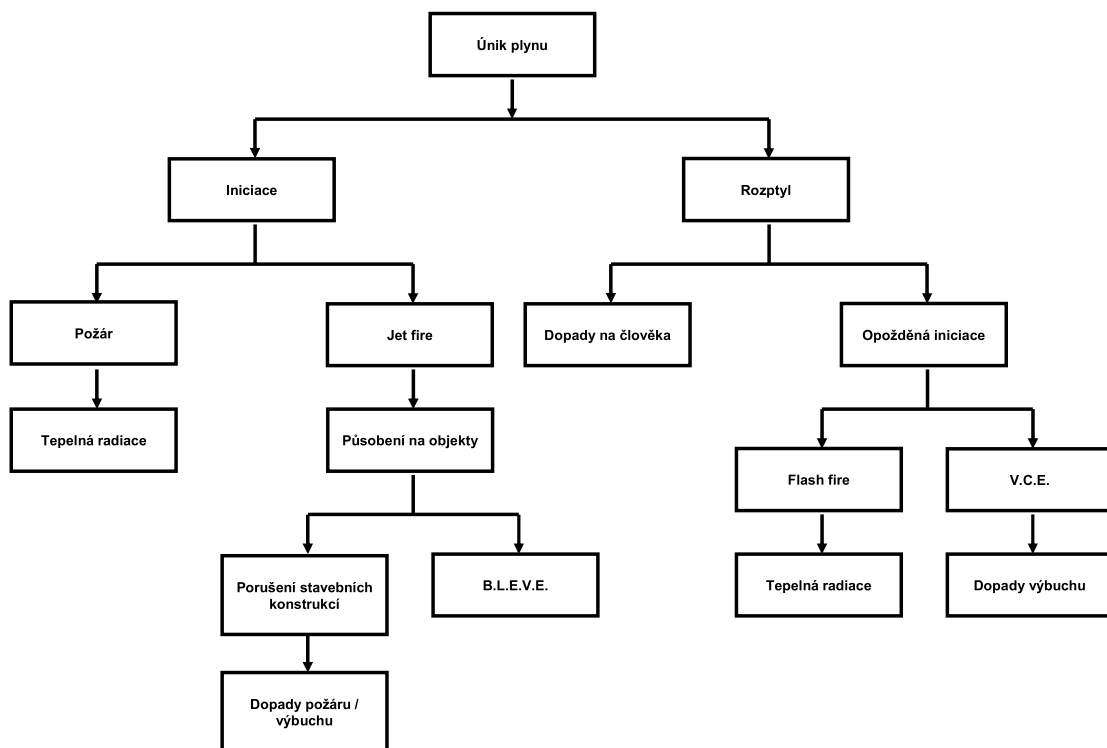 Únik plynu
Iniciace
Rozptyl
Požár
Jet fire
Dopady na člověka
Opožděná iniciace
Tepelná radiace
Působení na objekty
Flash fire
V.C.E.
Porušení stavebních
konstrukcí
B.L.E.V.E.
Tepelná radiace
Dopady výbuchu
Dopady požáru /
výbuchu